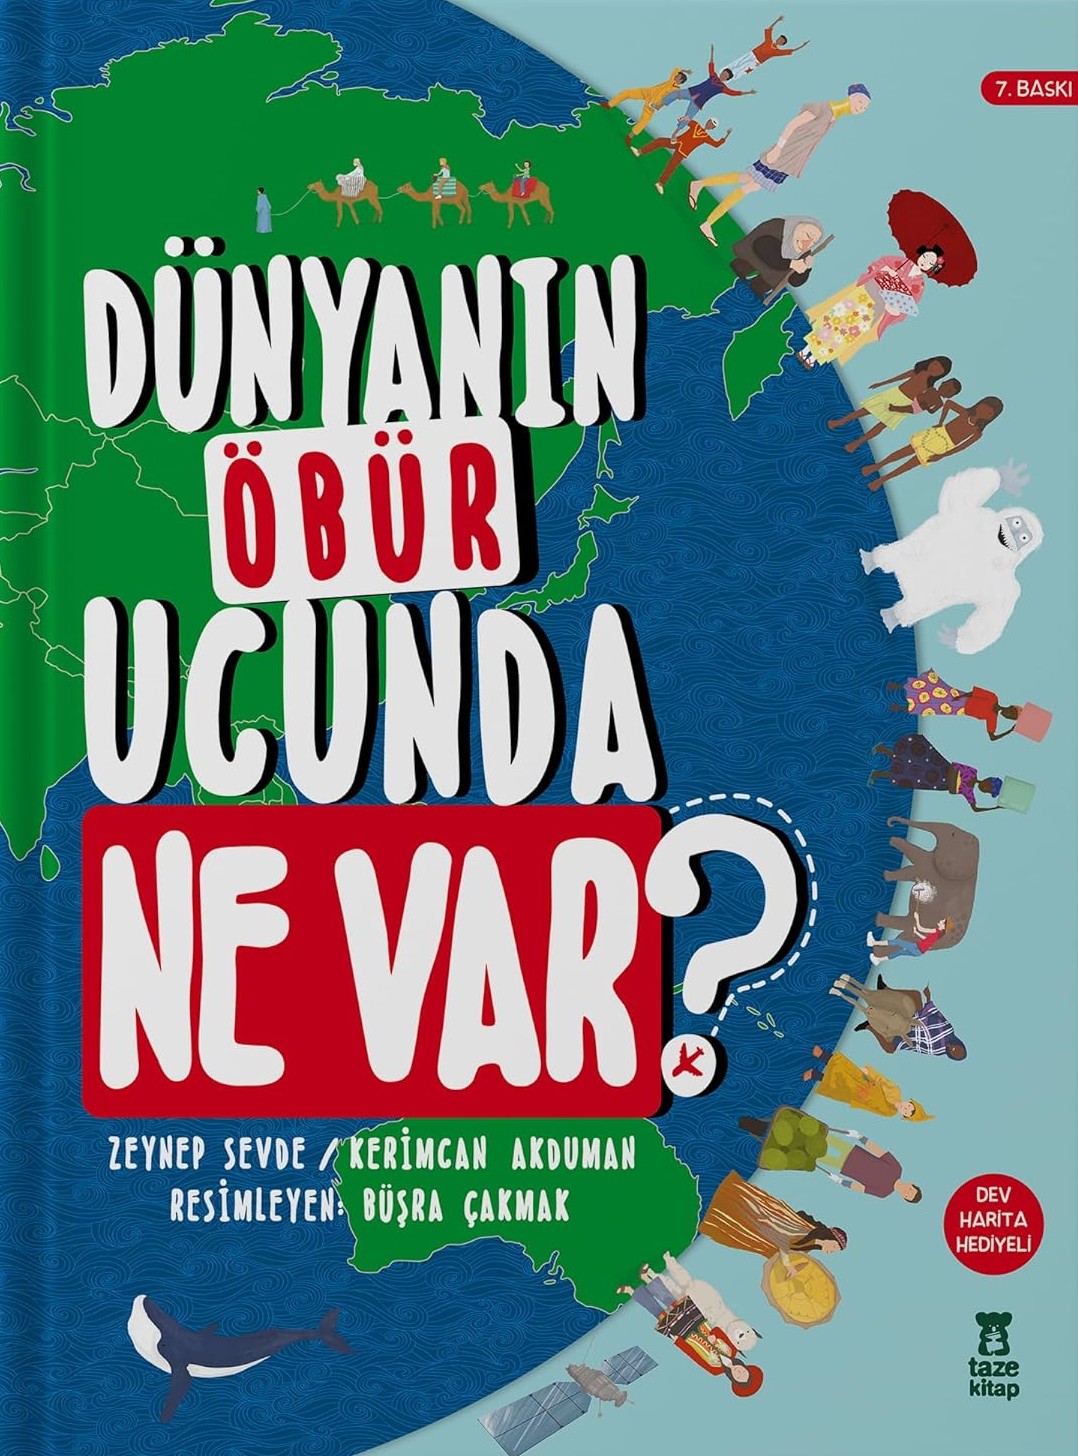 7. BASKI
DÜNYANIN
ÖBÜR
UCUNDA
NE VAR?
ZEYNEP SEVDE / KERİMCAN AKDUMAN
RESİMLEYEN: BÜŞRA ÇAKMAK
DEV
HARİTA
HEDİYELİ
taze
kitap